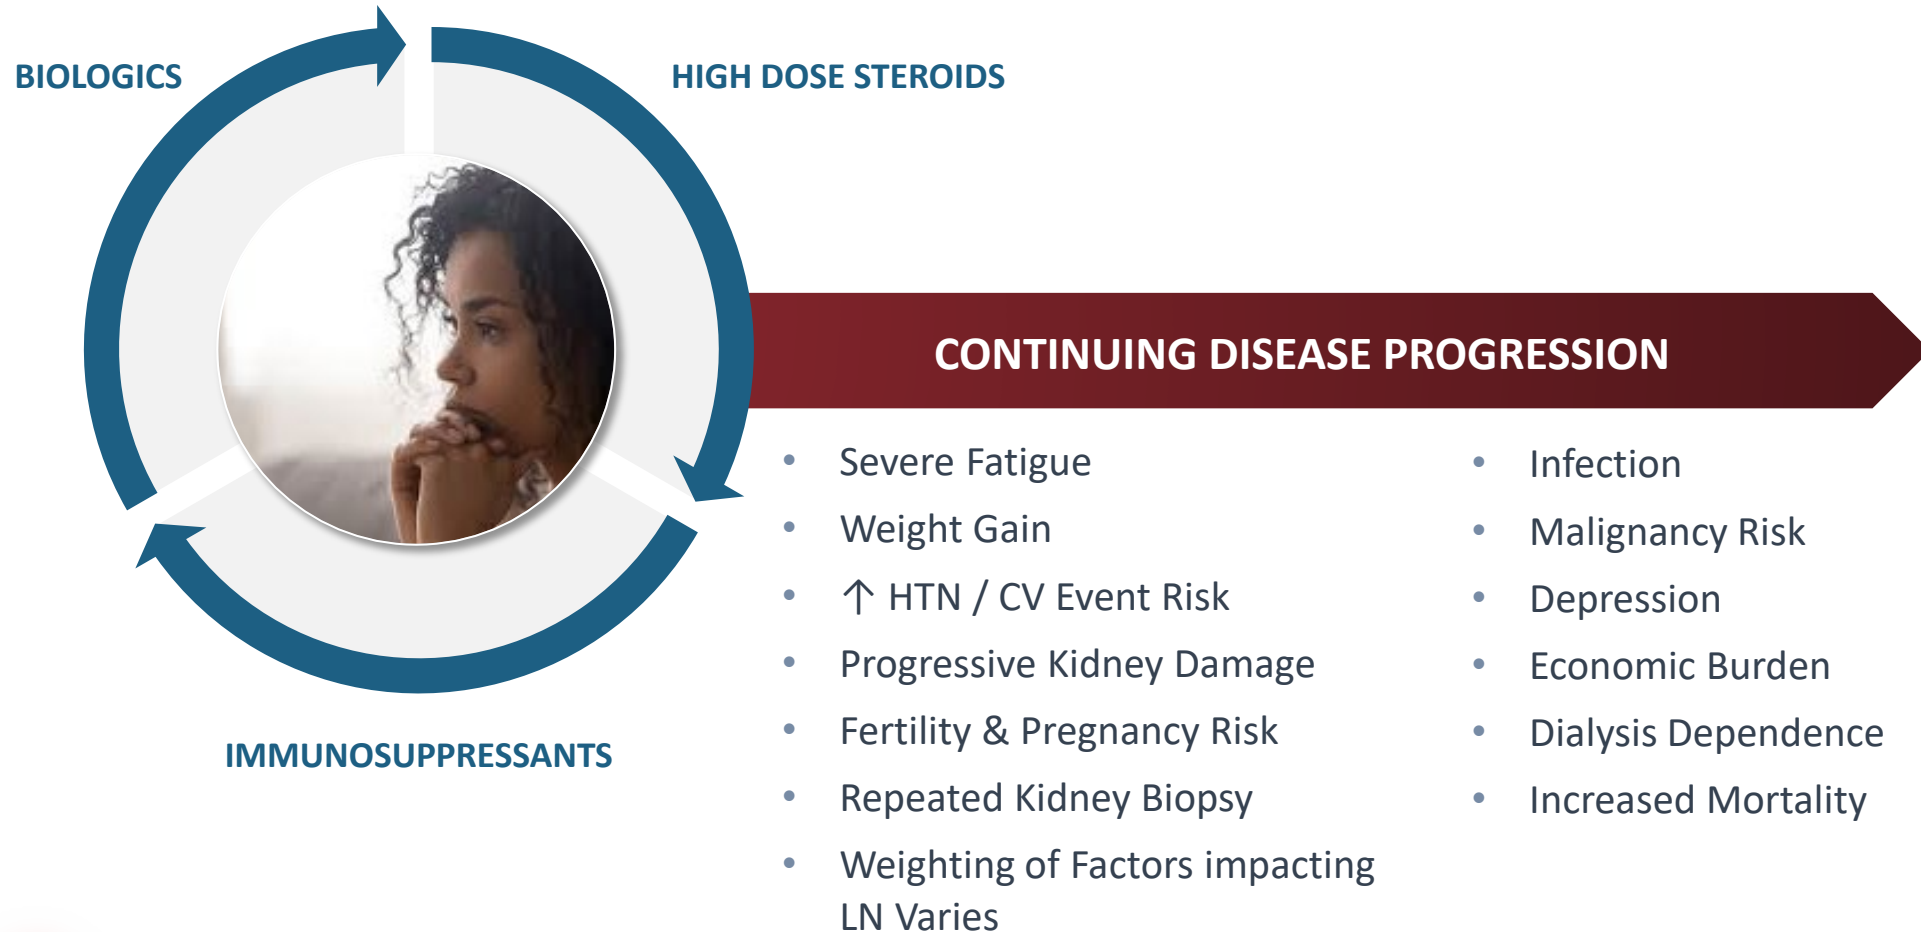 BIOLOGICS
HIGH DOSE STEROIDS
IMMUNOSUPPRESSANTS
CONTINUING DISEASE PROGRESSION
• Severe Fatigue
• Weight Gain
• ↑ HTN / CV Event Risk
• Progressive Kidney Damage
• Fertility & Pregnancy Risk
• Repeated Kidney Biopsy
• Weighting of Factors impacting
LN Varies
• Infection
• Malignancy Risk
• Depression
• Economic Burden
• Dialysis Dependence
• Increased Mortality